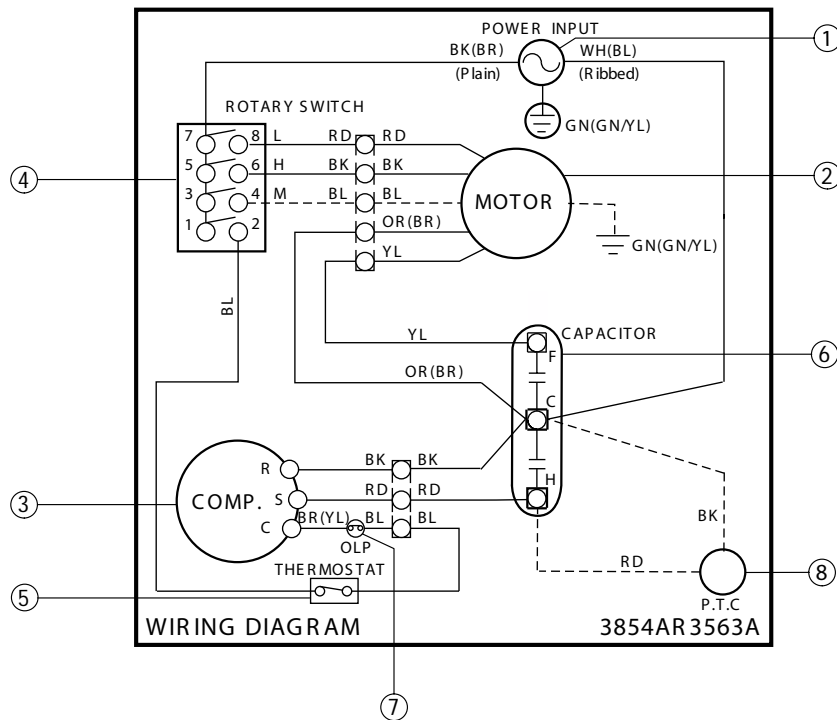 POWER INPUT
1
BK(BR)
WH(BL)
(Plain)
(Ribbed)
ROTARY SWITCH
GN(GN/YL)
7
8
L
RD
RD
5
6
H
BK
BK
4
2
3
4
M
BL
BL
MOTOR
1
2
OR(BR)
GN(GN/YL)
YL
BL
YL
CAPACITOR
F
6
OR(BR)
C
R
BK
BK
H
3
COMP.
S
RD
RD
C
BR(YL)
BL
BL
BK
OLP
RD
8
THERMOSTAT
5
P.T.C
WIRING DIAGRAM
3854AR3563A
7